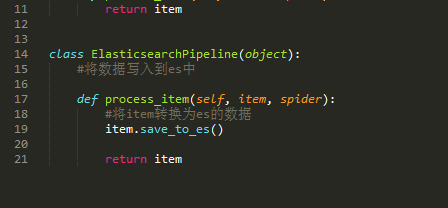 11 return item
12
13
14 class ElasticsearchPipeline(object):
15 #将数据写入到es中
16
17 def process_item(self, item, spider):
18 #将item转换为es的数据
19 item.save_to_es()
20
21 return item